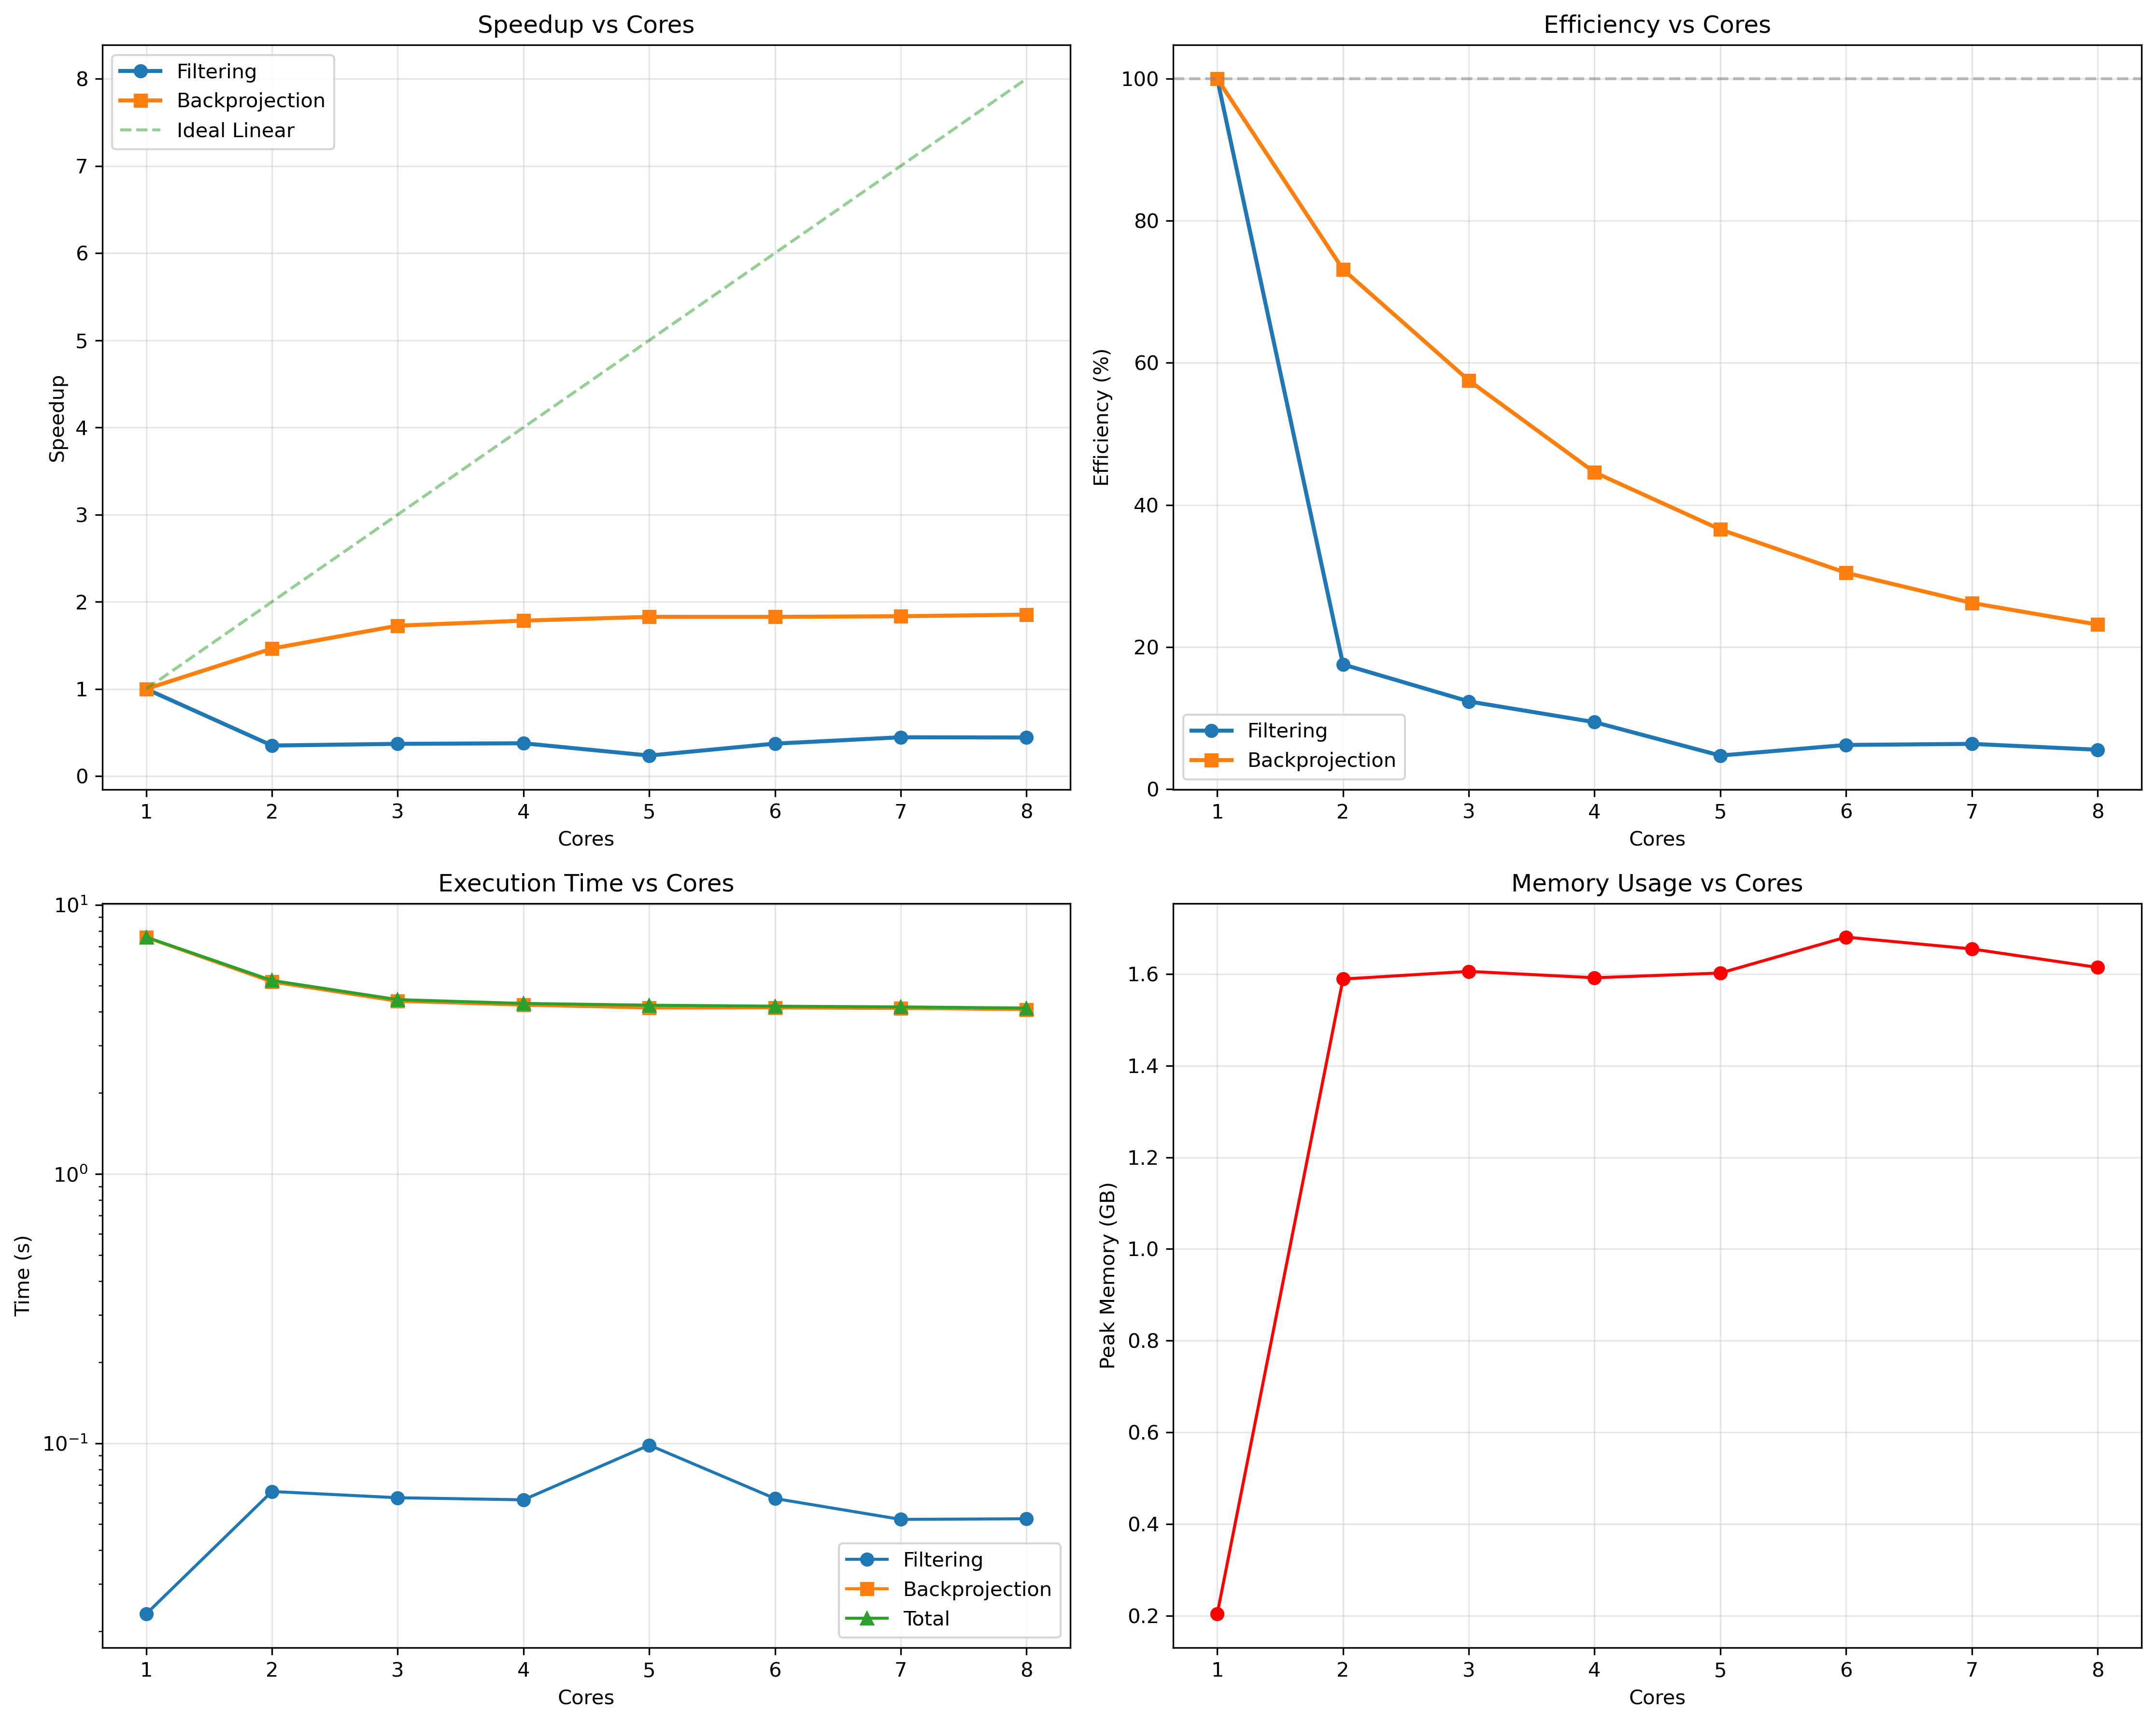 Speedup vs Cores
Speedup
8
7
6
5
4
3
2
1
0
Filtering
Backprojection
Ideal Linear
1 2 3 4 5 6 7 8
Cores
Efficiency vs Cores
Efficiency (%)
100
80
60
40
20
0
Filtering
Backprojection
1 2 3 4 5 6 7 8
Cores
Execution Time vs Cores
Time (s)
10¹
10⁰
10⁻¹
Filtering
Backprojection
Total
1 2 3 4 5 6 7 8
Cores
Memory Usage vs Cores
Peak Memory (GB)
1.6
1.4
1.2
1.0
0.8
0.6
0.4
0.2
1 2 3 4 5 6 7 8
Cores